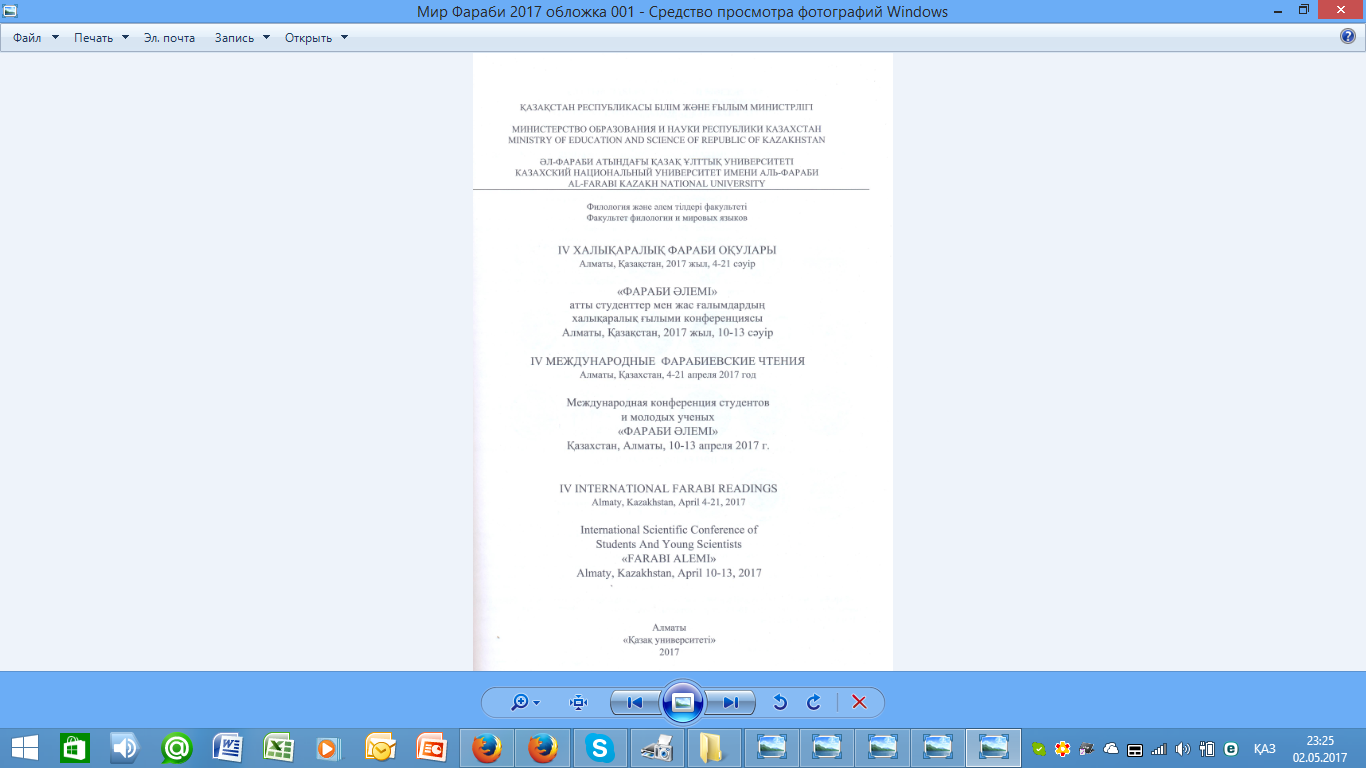 Мир Фараби 2017 обложка 001 - Средство просмотра фотографий Windows
Файл Печать Эл. почта Запись Открыть
ҚАЗАҚСТАН РЕСПУБЛИКАСЫ БІЛІМ ЖӘНЕ ҒЫЛЫМ МИНИСТРЛІГІ
МИНИСТЕРСТВО ОБРАЗОВАНИЯ И НАУКИ РЕСПУБЛИКИ КАЗАХСТАН
MINISTRY OF EDUCATION AND SCIENCE OF REPUBLIC OF KAZAKHSTAN
ӘЛ-ФАРАБИ АТЫНДАҒЫ ҚАЗАҚ ҰЛТТЫҚ УНИВЕРСИТЕТІ
КАЗАХСКИЙ НАЦИОНАЛЬНЫЙ УНИВЕРСИТЕТ ИМЕНИ АЛЬ-ФАРАБИ
AL-FARABI KAZAKH NATIONAL UNIVERSITY
Филология және әлем тілдері факультеті
Факультет филологии и мировых языков
IV ХАЛЫҚАРАЛЫҚ ФАРАБИ ОҚУЛАРЫ
Алматы, Қазақстан, 2017 жыл, 4-21 сәуір
«ФАРАБИ ӘЛЕМІ»
атты студенттер мен жас ғалымдардың
халықаралық ғылыми конференциясы
Алматы, Қазақстан, 2017 жыл, 10-13 сәуір
IV МЕЖДУНАРОДНЫЕ ФАРАБИЕВСКИЕ ЧТЕНИЯ
Алматы, Қазахстан, 4-21 апреля 2017 год
Международная конференция студентов
и молодых ученых
«ФАРАБИ ӘЛЕМІ»
Қазахстан, Алматы, 10-13 апреля 2017 г.
IV INTERNATIONAL FARABI READINGS
Almaty, Kazakhstan, April 4-21, 2017
International Scientific Conference of
Students And Young Scientists
«FARABI ALEMI»
Almaty, Kazakhstan, April 10-13, 2017
Алматы
«Қазақ университеті»
2017
ҚАЗ
23:25
02.05.2017